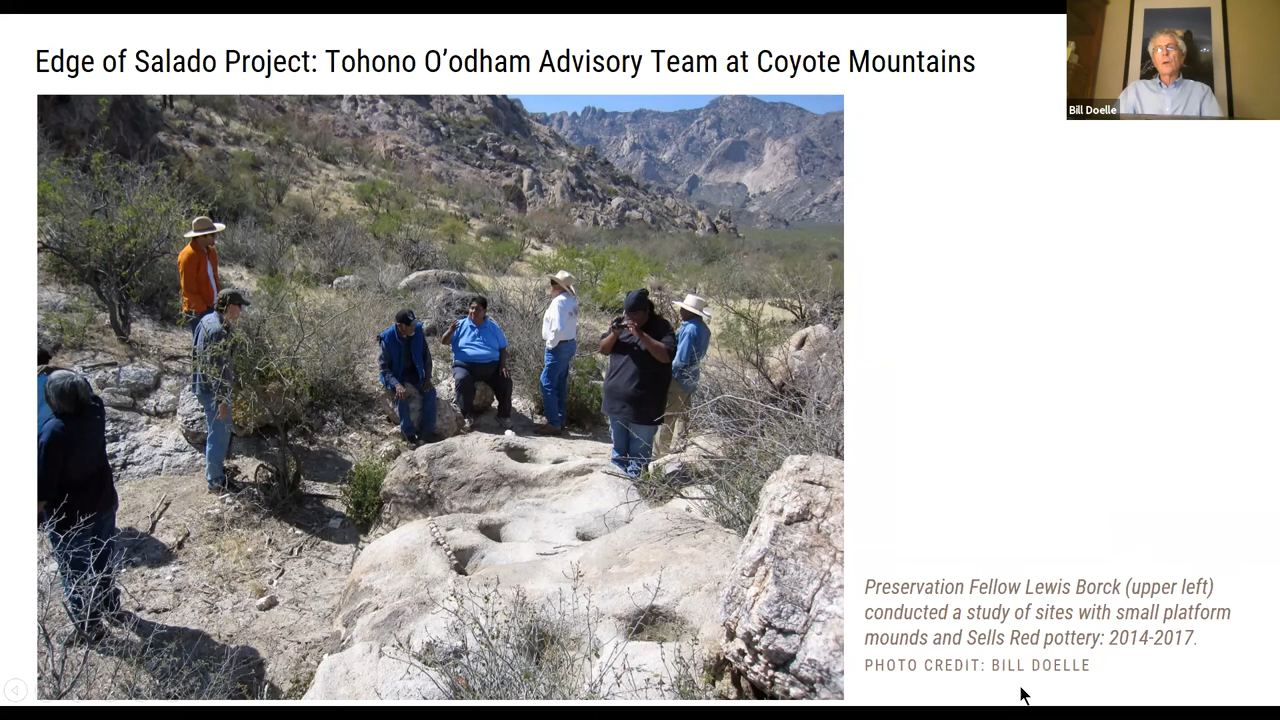 Edge of Salado Project: Tohono O’odham Advisory Team at Coyote Mountains
Bill Doelle
Preservation Fellow Lewis Borck (upper left)
conducted a study of sites with small platform
mounds and Sells Red pottery: 2014-2017.
PHOTO CREDIT: BILL DOELLE